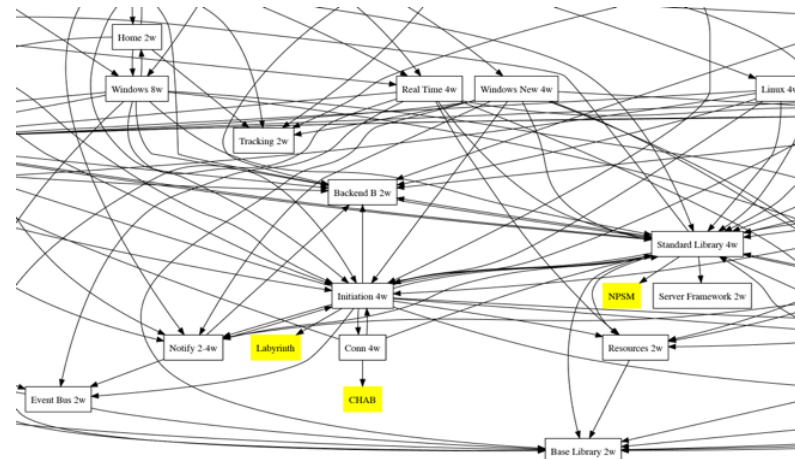 Home 2w
Windows 8w
Real Time 4w
Windows New 4w
Linux 4w
Tracking 2w
Backend B 2w
Standard Library 4w
Initiation 4w
NPSM
Server Framework 2w
Notify 2-4w
Labyrinth
Conn 4w
Resources 2w
Event Bus 2w
CHAB
Base Library 2w